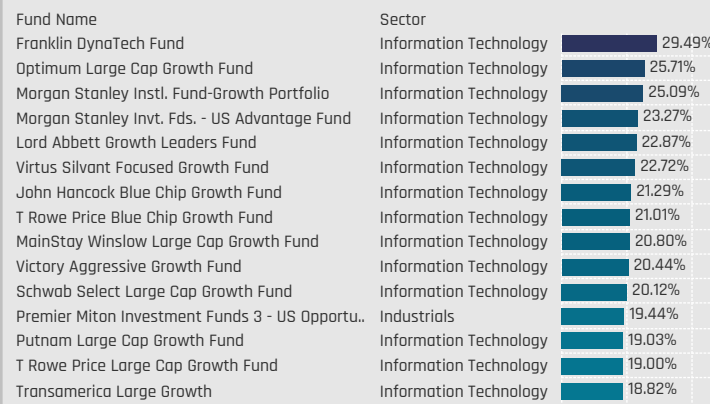 Fund Name Sector
Franklin DynaTech Fund Information Technology 29.49%
Optimum Large Cap Growth Fund Information Technology 25.71%
Morgan Stanley Instl. Fund-Growth Portfolio Information Technology 25.09%
Morgan Stanley Invt. Fds. - US Advantage Fund Information Technology 23.27%
Lord Abbett Growth Leaders Fund Information Technology 22.87%
Virtus Silvant Focused Growth Fund Information Technology 22.72%
John Hancock Blue Chip Growth Fund Information Technology 21.29%
T Rowe Price Blue Chip Growth Fund Information Technology 21.01%
MainStay Winslow Large Cap Growth Fund Information Technology 20.80%
Victory Aggressive Growth Fund Information Technology 20.44%
Schwab Select Large Cap Growth Fund Information Technology 20.12%
Premier Miton Investment Funds 3 - US Opportu.. Industrials 19.44%
Putnam Large Cap Growth Fund Information Technology 19.03%
T Rowe Price Large Cap Growth Fund Information Technology 19.00%
Transamerica Large Growth Information Technology 18.82%